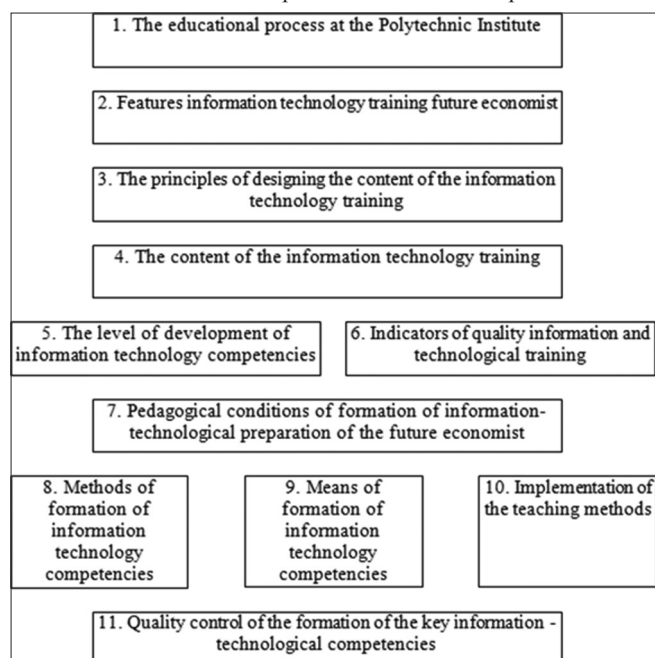 1. The educational process at the Polytechnic Institute
2. Features information technology training future economist
3. The principles of designing the content of the information
technology training
4. The content of the information technology training
5. The level of development of
information technology competencies
6. Indicators of quality information and
technological training
7. Pedagogical conditions of formation of information-
technological preparation of the future economist
8. Methods of
formation of
information
technology
competencies
9. Means of
formation of
information
technology
competencies
10. Implementation of
the teaching methods
11. Quality control of the formation of the key information -
technological competencies